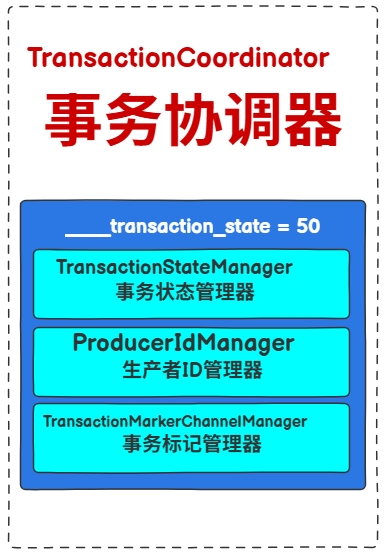 TransactionCoordinator
事务协调器
____transaction_state = 50
TransactionStateManager
事务状态管理器
ProducerIdManager
生产者ID管理器
TransactionMarkerChannelManager
事务标记管理器